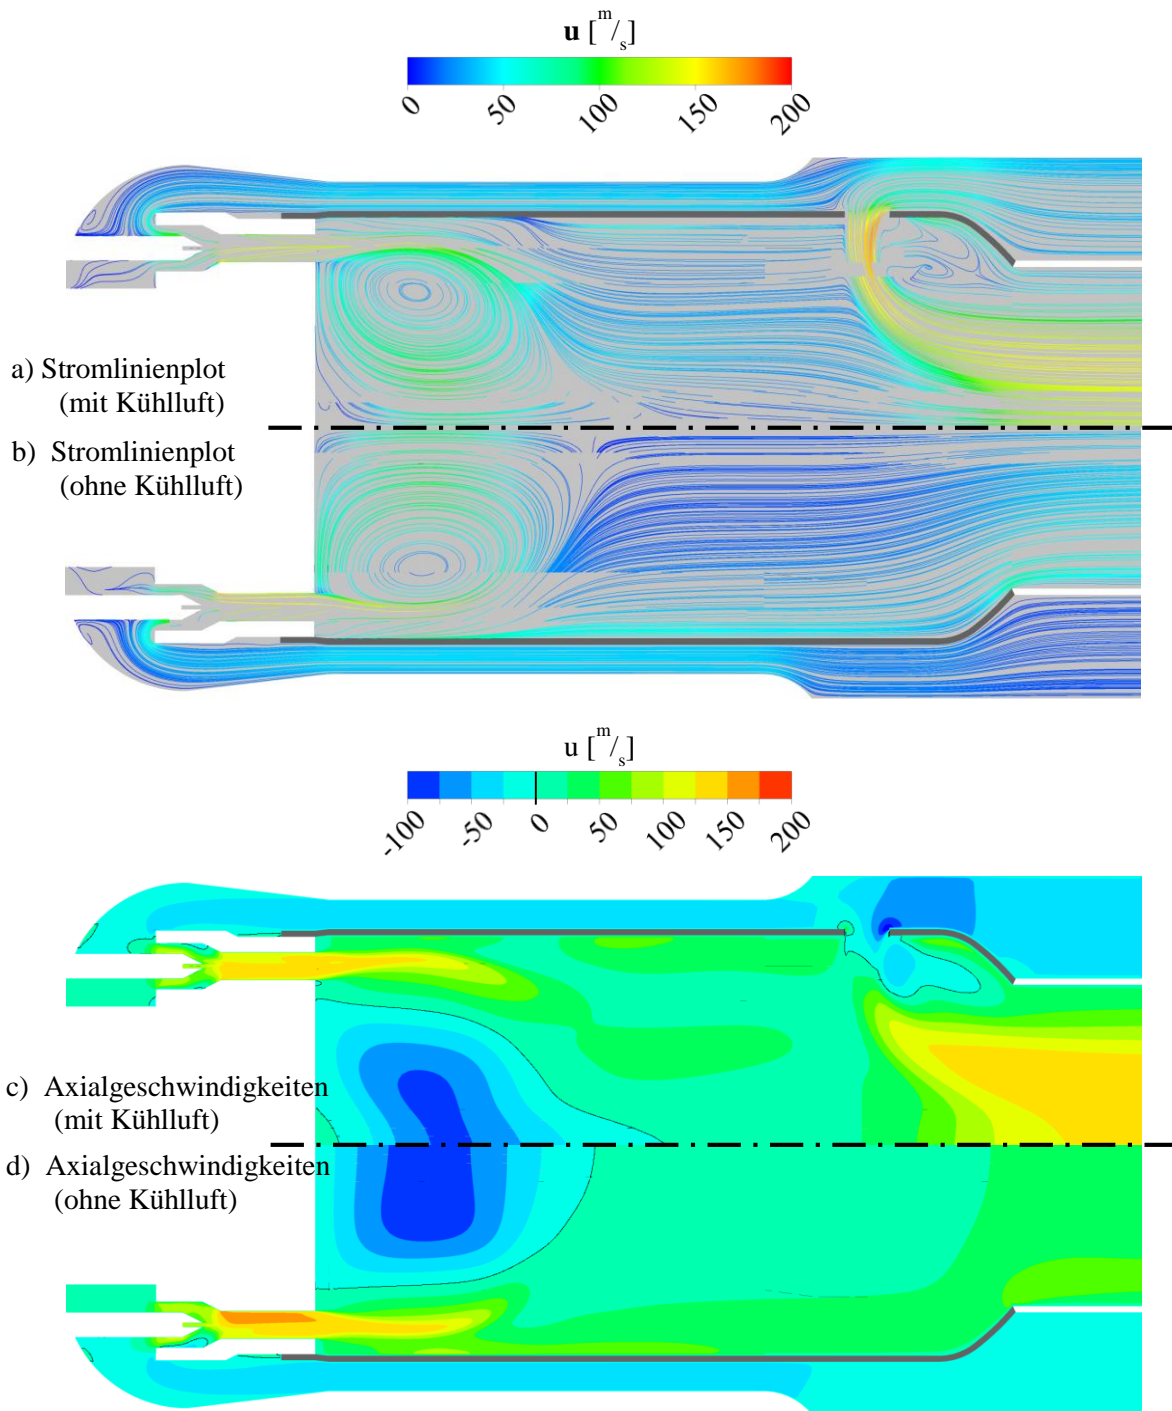 u [m/s]
0 50 100 150 200
a) Stromlinienplot
(mit Kühlluft)
b) Stromlinienplot
(ohne Kühlluft)
u [m/s]
-100 -50 0 50 100 150 200
c) Axialgeschwindigkeiten
(mit Kühlluft)
d) Axialgeschwindigkeiten
(ohne Kühlluft)